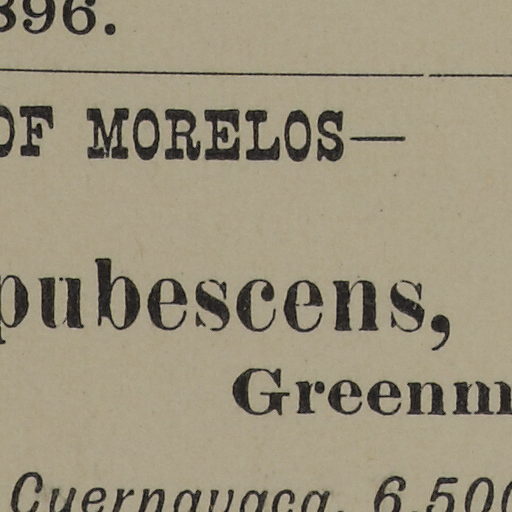 896.
OF MORELOS—
pubescens,
Greenm
Cuernavaca, 6,500